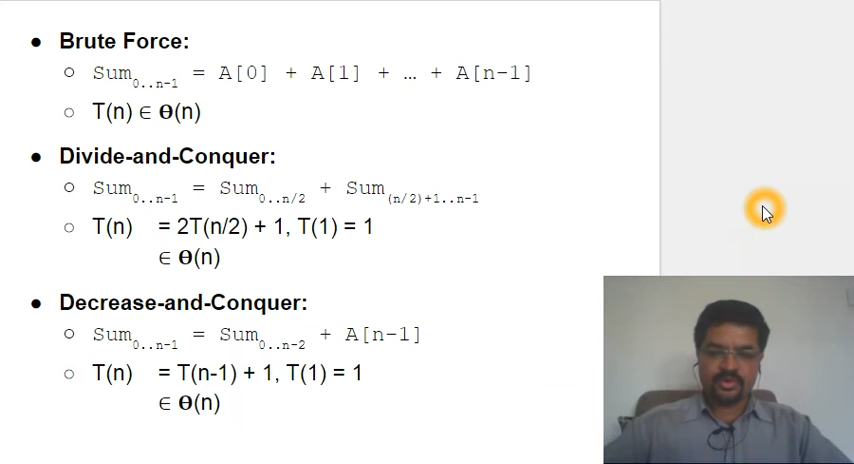 ● Brute Force:
○ Sum0..n-1 = A[0] + A[1] + … + A[n-1]
○ T(n) ∈ Ɵ(n)
● Divide-and-Conquer:
○ Sum0..n-1 = Sum0..n/2 + Sum(n/2)+1..n-1
○ T(n) = 2T(n/2) + 1, T(1) = 1
∈ Ɵ(n)
● Decrease-and-Conquer:
○ Sum0..n-1 = Sum0..n-2 + A[n-1]
○ T(n) = T(n-1) + 1, T(1) = 1
∈ Ɵ(n)